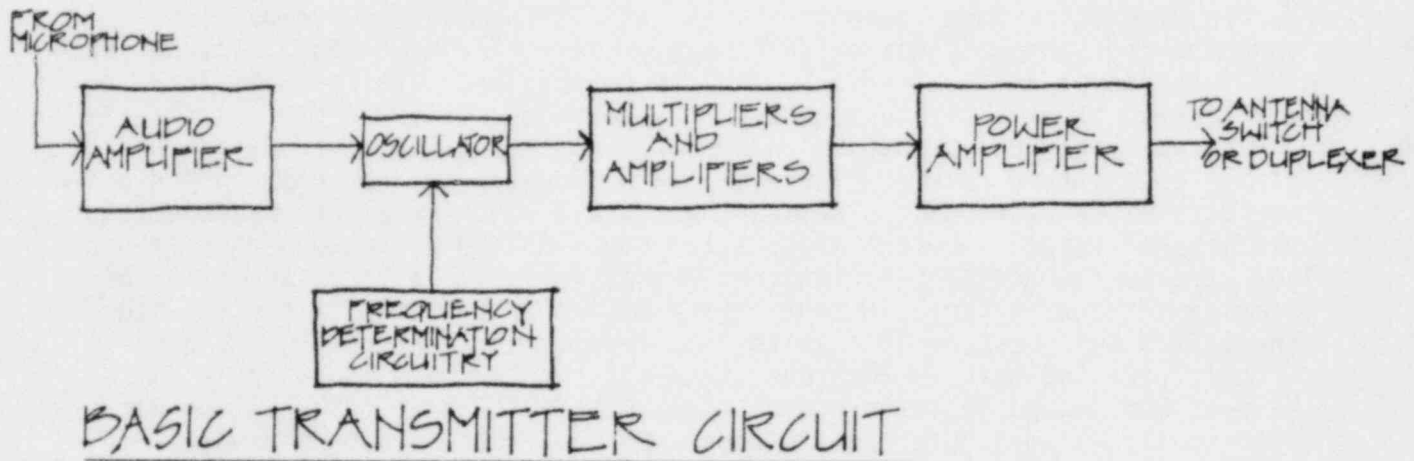 FROM
MICROPHONE
AUDIO
AMPLIFIER
OSCILLATOR
MULTIPLIERS
AND
AMPLIFIERS
POWER
AMPLIFIER
TO ANTENNA
SWITCH
OR DUPLEXER
FREQUENCY
DETERMINATION
CIRCUITRY
BASIC TRANSMITTER CIRCUIT